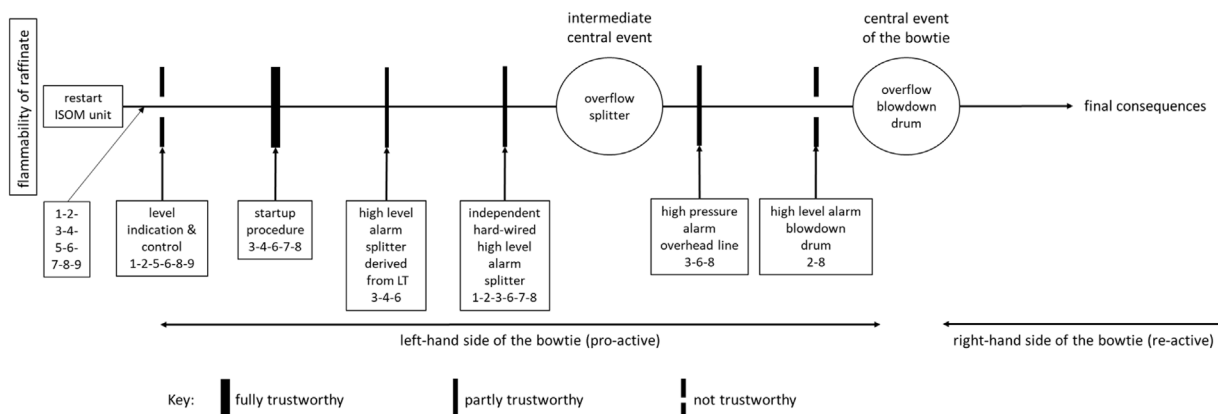 flammability of raffinate
restart
ISOM unit
1-2-
3-4-
5-6-
7-8-9
level
indication &
control
1-2-5-6-8-9
startup
procedure
3-4-6-7-8
high level
alarm
splitter
derived
from LT
3-4-6
independent
hard-wired
high level
alarm
splitter
1-2-3-6-7-8
intermediate
central event
overflow
splitter
high pressure
alarm
overhead line
3-6-8
high level alarm
blowdown
drum
2-8
central event
of the bowtie
overflow
blowdown
drum
final consequences
left-hand side of the bowtie (pro-active)
right-hand side of the bowtie (re-active)
Key:
fully trustworthy
partly trustworthy
not trustworthy